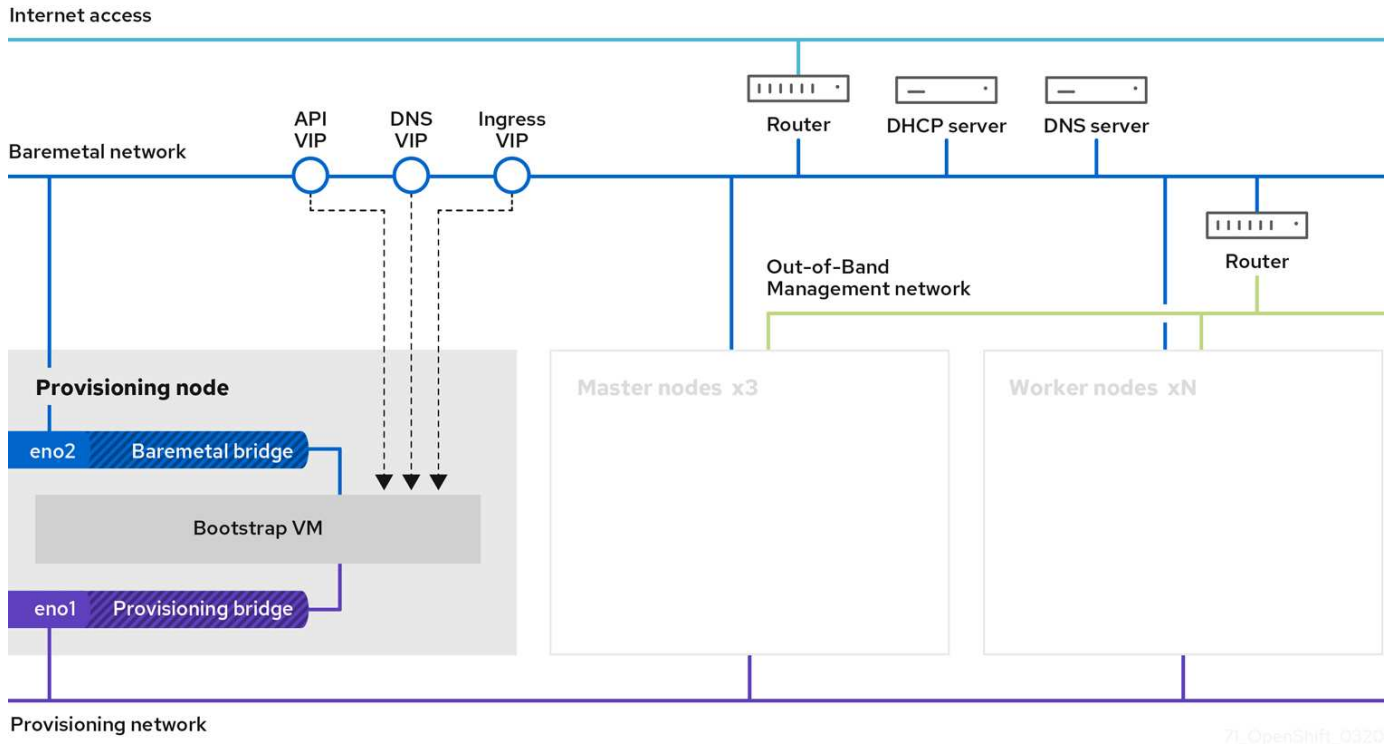 Internet access
API
VIP
DNS
VIP
Ingress
VIP
Router
DHCP server
DNS server
Baremetal network
Router
Out-of-Band
Management network
Provisioning node
Master nodes x3
Worker nodes xN
eno2
Baremetal bridge
Bootstrap VM
eno1
Provisioning bridge
Provisioning network
71_OpenShift_0320